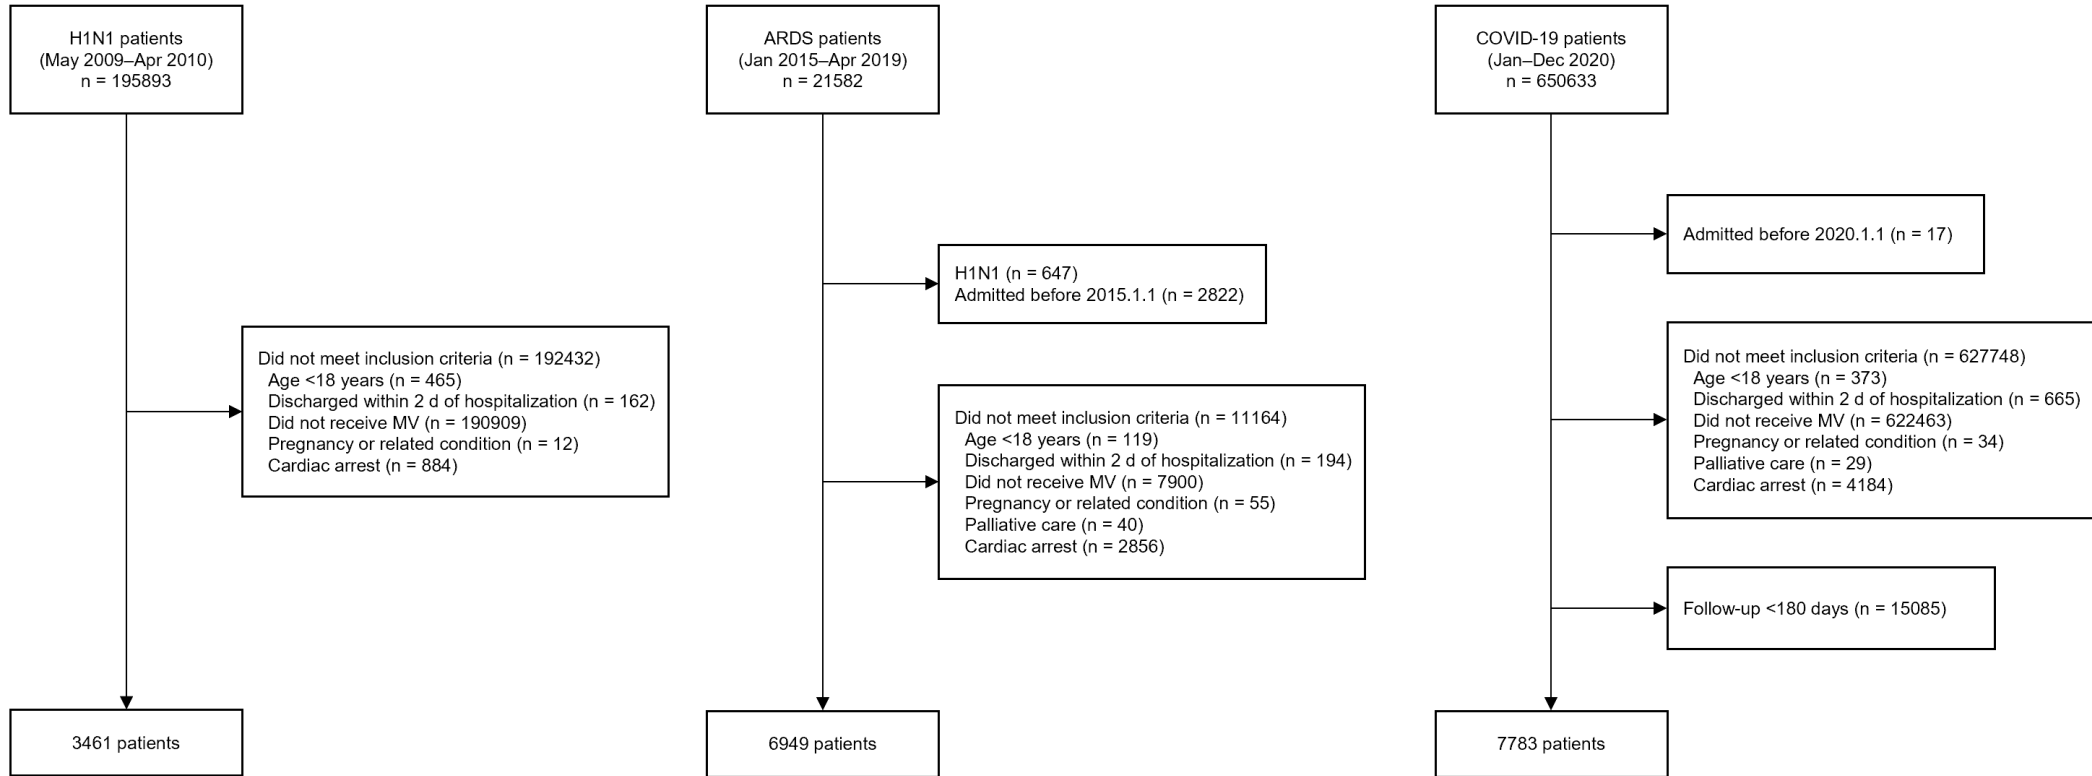 H1N1 patients
(May 2009–Apr 2010)
n = 195893
Did not meet inclusion criteria (n = 192432)
Age <18 years (n = 465)
Discharged within 2 d of hospitalization (n = 162)
Did not receive MV (n = 190909)
Pregnancy or related condition (n = 12)
Cardiac arrest (n = 884)
3461 patients
ARDS patients
(Jan 2015–Apr 2019)
n = 21582
H1N1 (n = 647)
Admitted before 2015.1.1 (n = 2822)
Did not meet inclusion criteria (n = 11164)
Age <18 years (n = 119)
Discharged within 2 d of hospitalization (n = 194)
Did not receive MV (n = 7900)
Pregnancy or related condition (n = 55)
Palliative care (n = 40)
Cardiac arrest (n = 2856)
6949 patients
COVID-19 patients
(Jan–Dec 2020)
n = 650633
Admitted before 2020.1.1 (n = 17)
Did not meet inclusion criteria (n = 627748)
Age <18 years (n = 373)
Discharged within 2 d of hospitalization (n = 665)
Did not receive MV (n = 622463)
Pregnancy or related condition (n = 34)
Palliative care (n = 29)
Cardiac arrest (n = 4184)
Follow-up <180 days (n = 15085)
7783 patients